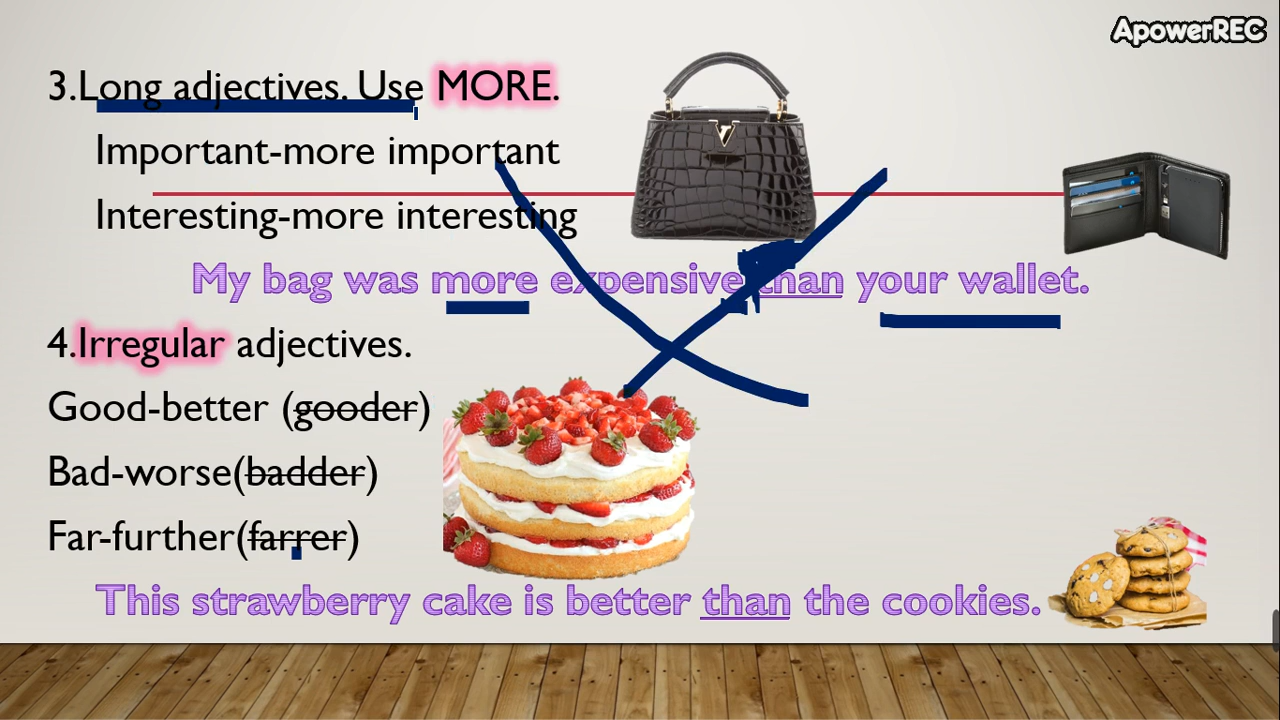 ApowerREC
3.Long adjectives. Use MORE.
Important-more important
Interesting-more interesting
My bag was more expensive than your wallet.
4.Irregular adjectives.
Good-better (gooder)
Bad-worse(badder)
Far-further(farrer)
This strawberry cake is better than the cookies.